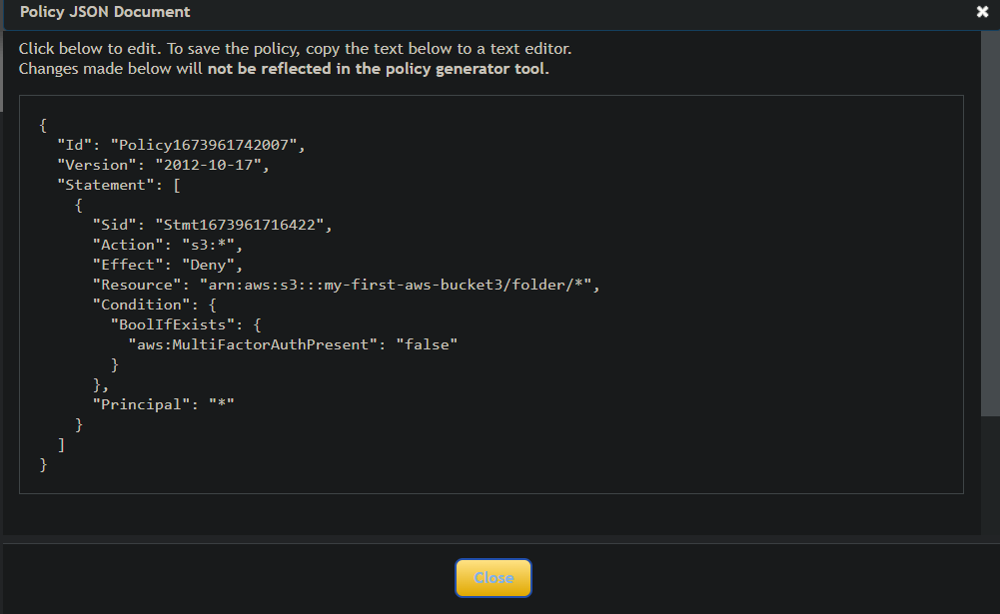 Policy JSON Document
Click below to edit. To save the policy, copy the text below to a text editor.
Changes made below will not be reflected in the policy generator tool.
{
  "Id": "Policy1673961742007",
  "Version": "2012-10-17",
  "Statement": [
    {
      "Sid": "Stmt1673961716422",
      "Action": "s3:*",
      "Effect": "Deny",
      "Resource": "arn:aws:s3:::my-first-aws-bucket3/folder/*",
      "Condition": {
        "BoolIfExists": {
          "aws:MultiFactorAuthPresent": "false"
        }
      },
      "Principal": "*"
    }
  ]
}
Close